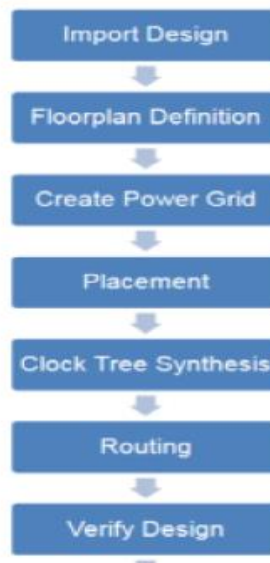 Import Design
Floorplan Definition
Create Power Grid
Placement
Clock Tree Synthesis
Routing
Verify Design